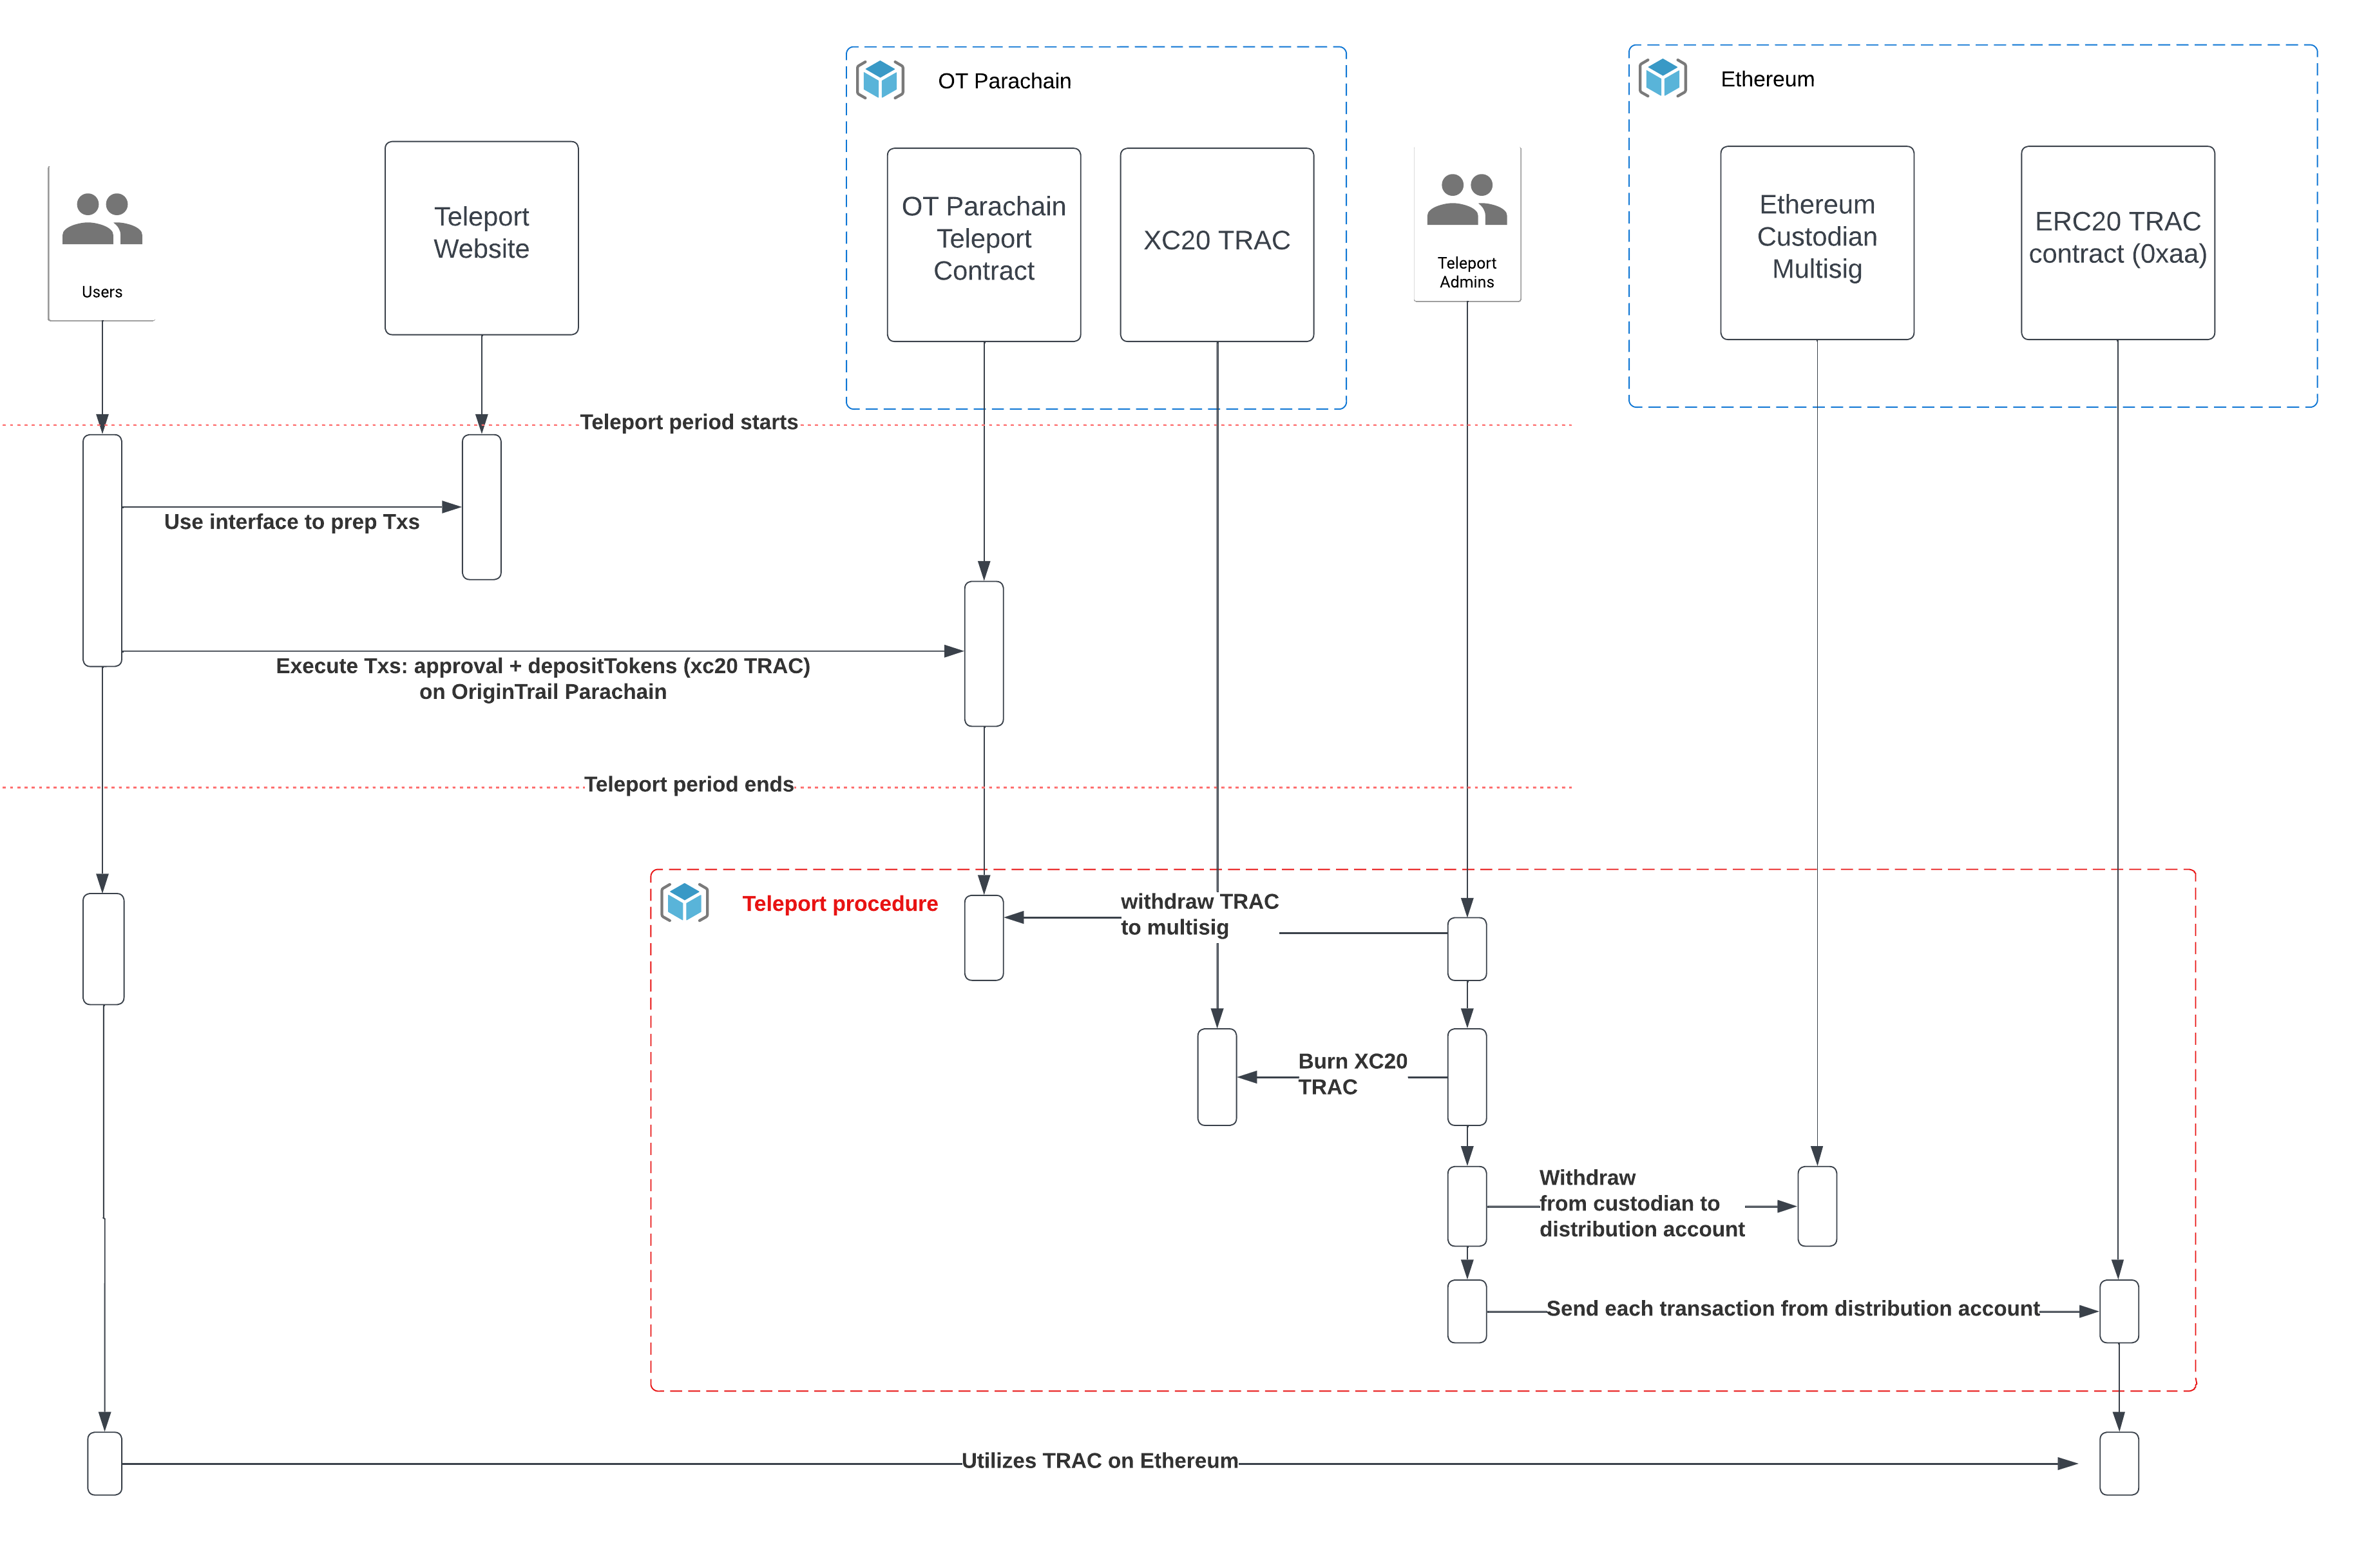 OT Parachain
Ethereum
Users
Teleport
Website
OT Parachain
Teleport
Contract
XC20 TRAC
Teleport
Admins
Ethereum
Custodian
Multisig
ERC20 TRAC
contract (0xaa)
Teleport period starts
Use interface to prep Txs
Execute Txs: approval + depositTokens (xc20 TRAC)
on OriginTrail Parachain
Teleport period ends
Teleport procedure
withdraw TRAC
to multisig
Burn XC20
TRAC
Withdraw
from custodian to
distribution account
Send each transaction from distribution account
Utilizes TRAC on Ethereum